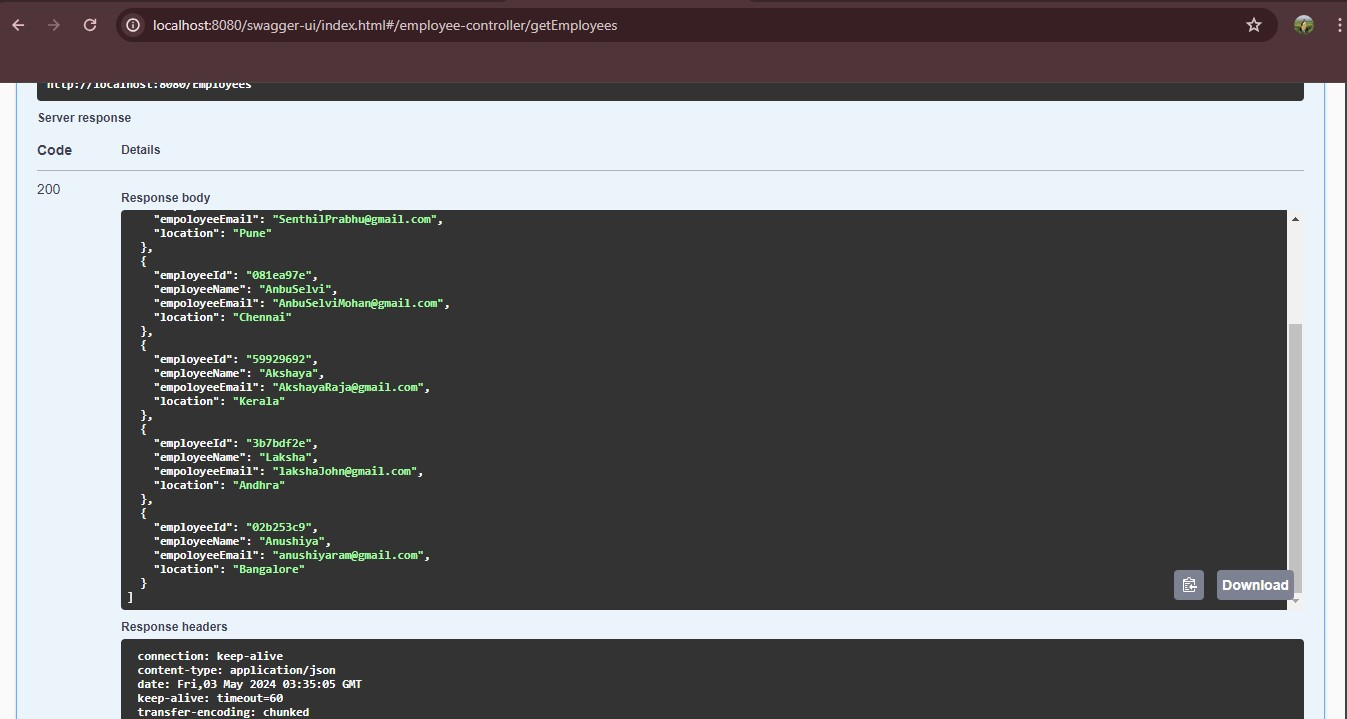 localhost:8080/swagger-ui/index.html#/employee-controller/getEmployees
http://localhost:8080/Employees
Server response
Code Details
200
Response body
"empoloyeeEmail": "SenthilPrabhu@gmail.com",
"location": "Pune"
},
{
"employeeId": "081ea97e",
"employeeName": "AnbuSelvi",
"empoloyeeEmail": "AnbuSelviMohan@gmail.com",
"location": "Chennai"
},
{
"employeeId": "59929692",
"employeeName": "Akshaya",
"empoloyeeEmail": "AkshayaRaja@gmail.com",
"location": "Kerala"
},
{
"employeeId": "3b7bdf2e",
"employeeName": "Laksha",
"empoloyeeEmail": "lakshaJohn@gmail.com",
"location": "Andhra"
},
{
"employeeId": "02b253c9",
"employeeName": "Anushiya",
"empoloyeeEmail": "anushiyaram@gmail.com",
"location": "Bangalore"
}
]
Download
Response headers
connection: keep-alive
content-type: application/json
date: Fri,03 May 2024 03:35:05 GMT
keep-alive: timeout=60
transfer-encoding: chunked